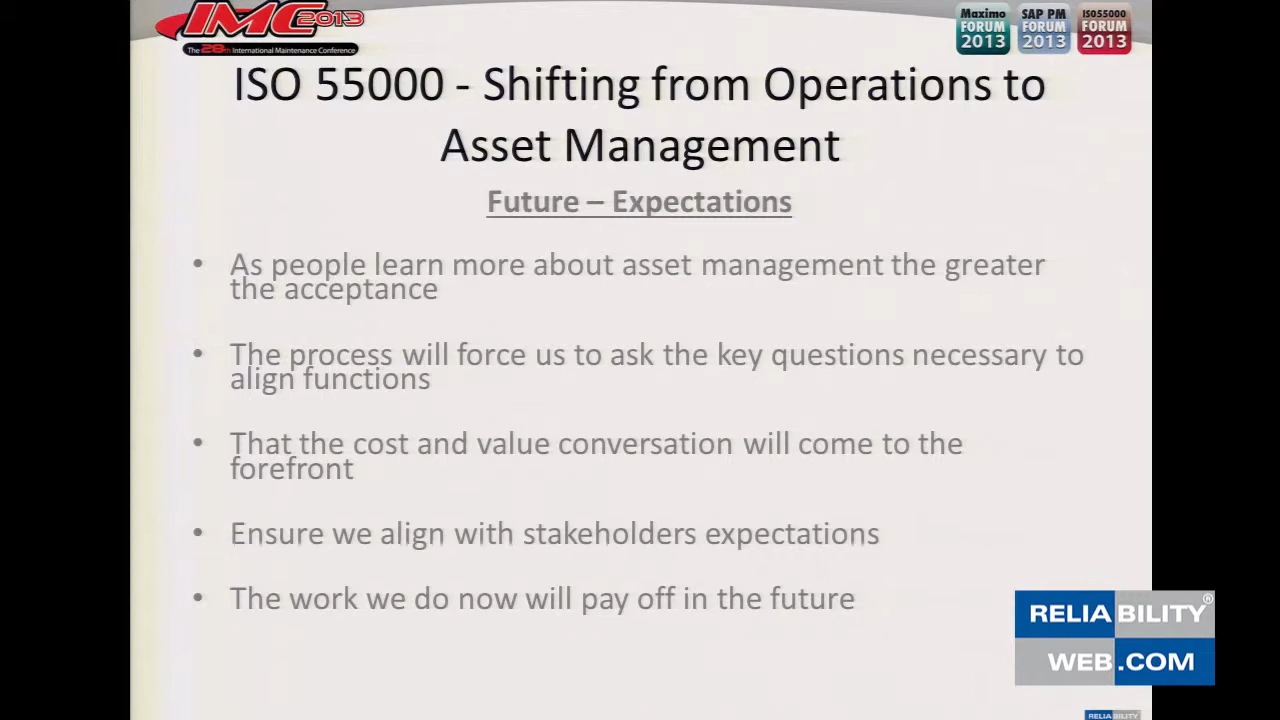 IMC 2013
The 28th International Maintenance Conference
Maximo
FORUM
2013
SAP PM
FORUM
2013
ISO55000
FORUM
2013
ISO 55000 - Shifting from Operations to
Asset Management
Future – Expectations
• As people learn more about asset management the greater
the acceptance
• The process will force us to ask the key questions necessary to
align functions
• That the cost and value conversation will come to the
forefront
• Ensure we align with stakeholders expectations
• The work we do now will pay off in the future
RELIABILITY®
WEB.COM
RELIABILITY